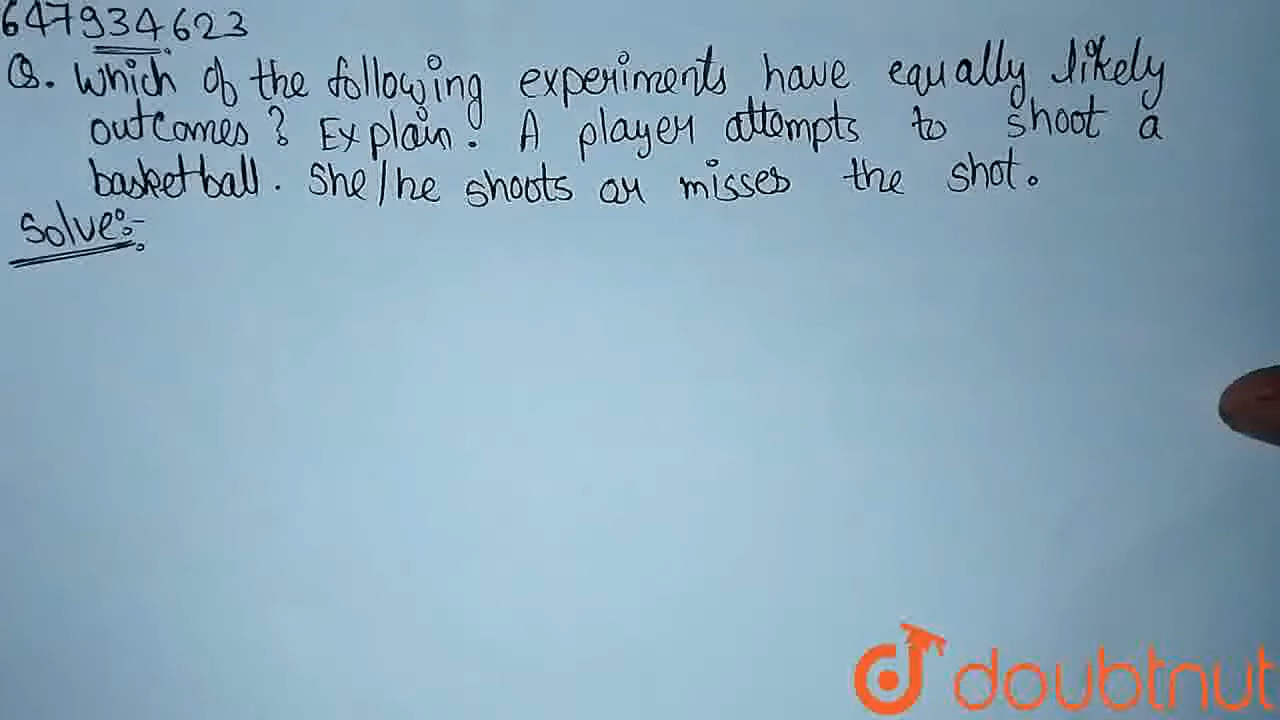 647934623
Q. Which of the following experiments have equally likely
outcomes? Explain. A player attempts to shoot a
basketball. She/he shoots or misses the shot.
Solve:-
doubtnut